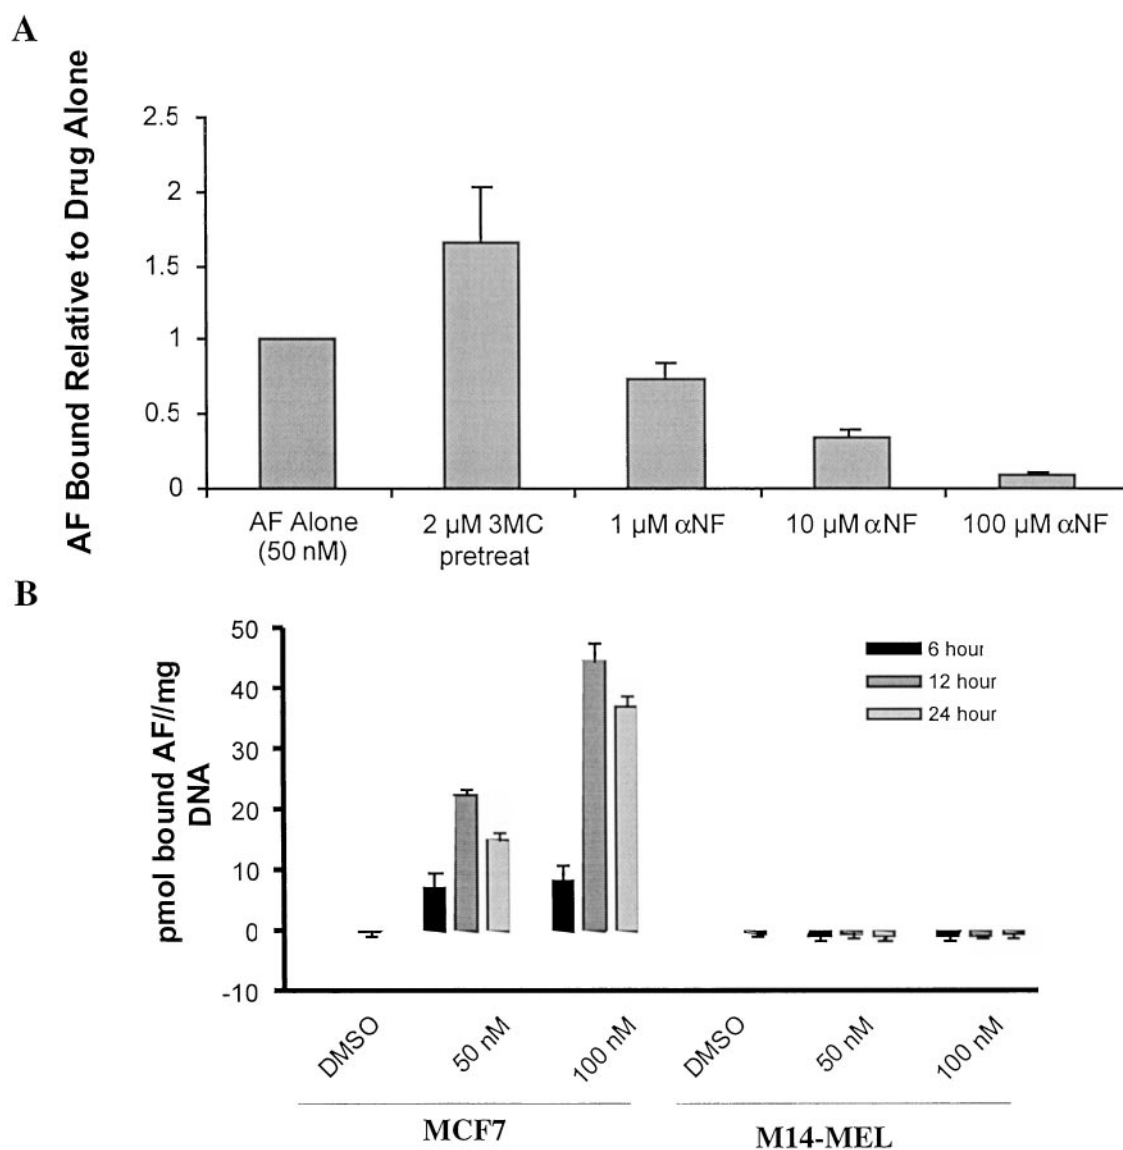 A
AF Bound Relative to Drug Alone
2.5
2
1.5
1
0.5
0
AF Alone
(50 nM)
2 µM 3MC
pretreat
1 µM αNF
10 µM αNF
100 µM αNF
B
pmol bound AF//mg
DNA
50
40
30
20
10
0
-10
6 hour
12 hour
24 hour
DMSO
50 nM
100 nM
DMSO
50 nM
100 nM
MCF7
M14-MEL